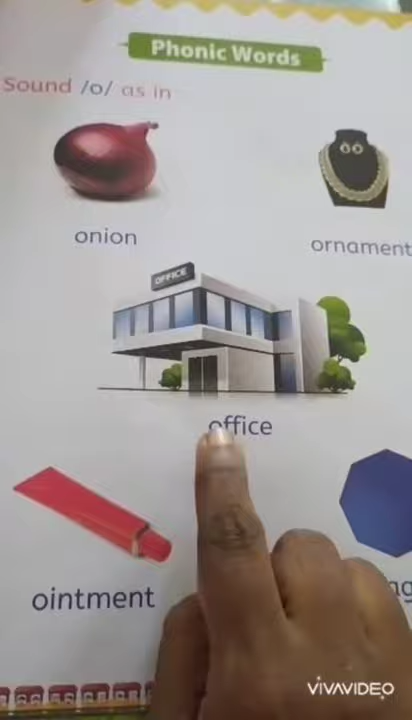 Phonic Words
Sound /o/ as in
onion
ornament
OFFICE
office
ointment
VIVAVIDEO